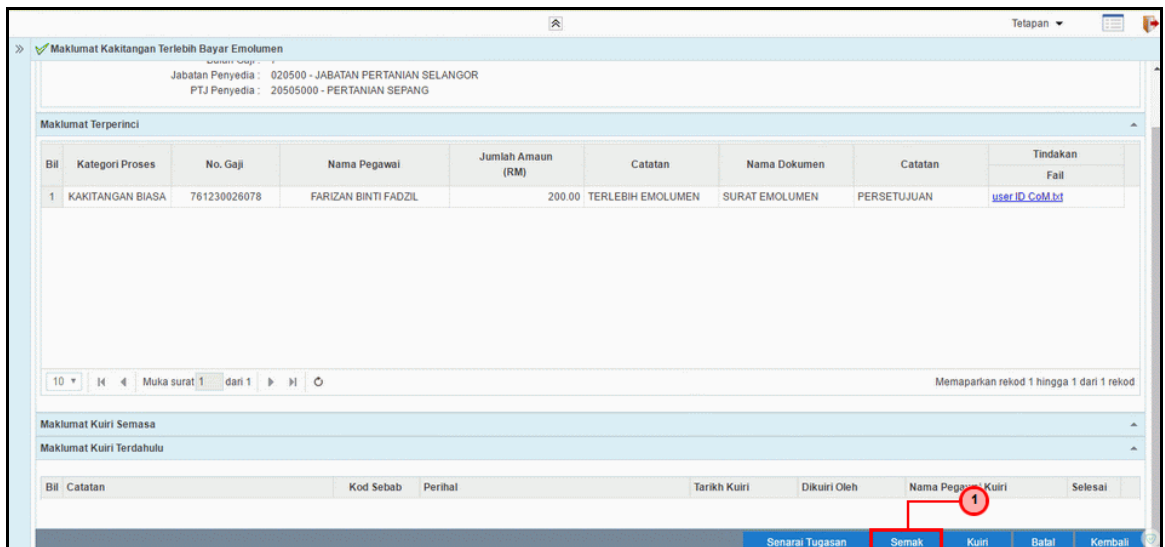 Tetapan
Maklumat Kakitangan Terlebih Bayar Emolumen
Jabatan Penyedia : 020500 - JABATAN PERTANIAN SELANGOR
PTJ Penyedia : 20505000 - PERTANIAN SEPANG
Maklumat Terperinci
Bil Kategori Proses No. Gaji Nama Pegawai Jumlah Amaun (RM) Catatan Nama Dokumen Catatan Tindakan
Fail
1 KAKITANGAN BIASA 761230026078 FARIZAN BINTI FADZIL 200.00 TERLEBIH EMOLUMEN SURAT EMOLUMEN PERSETUJUAN user ID CoM.txt
10 Muka surat 1 dari 1 Memaparkan rekod 1 hingga 1 dari 1 rekod
Maklumat Kuiri Semasa
Maklumat Kuiri Terdahulu
Bil Catatan Kod Sebab Perihal Tarikh Kuiri Dikuiri Oleh Nama Pegawai Kuiri Selesai
1
Senarai Tugasan Semak Kuiri Batal Kembali